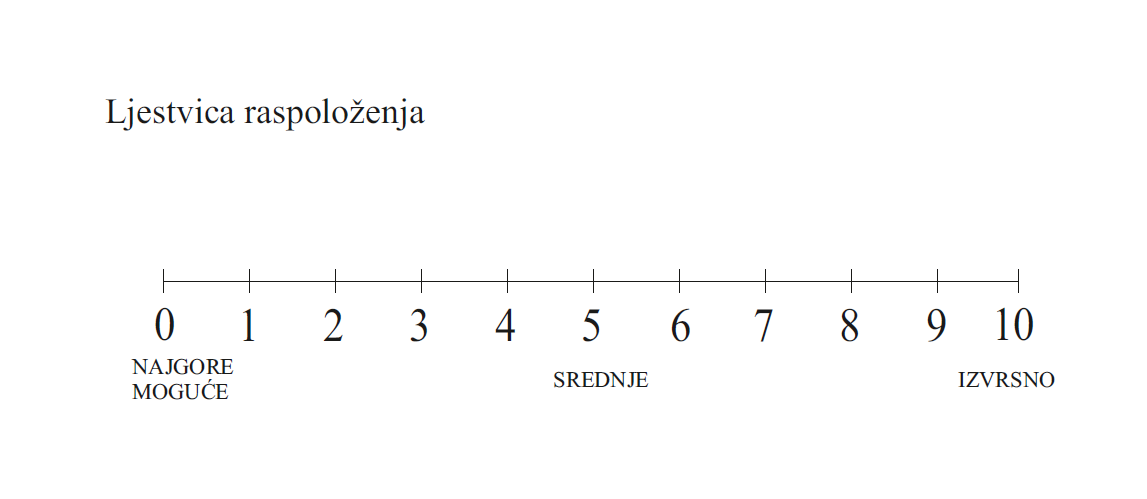 Ljestvica raspoloženja
0 1 2 3 4 5 6 7 8 9 10
NAJGORE
MOGUĆE
SREDNJE
IZVRSNO